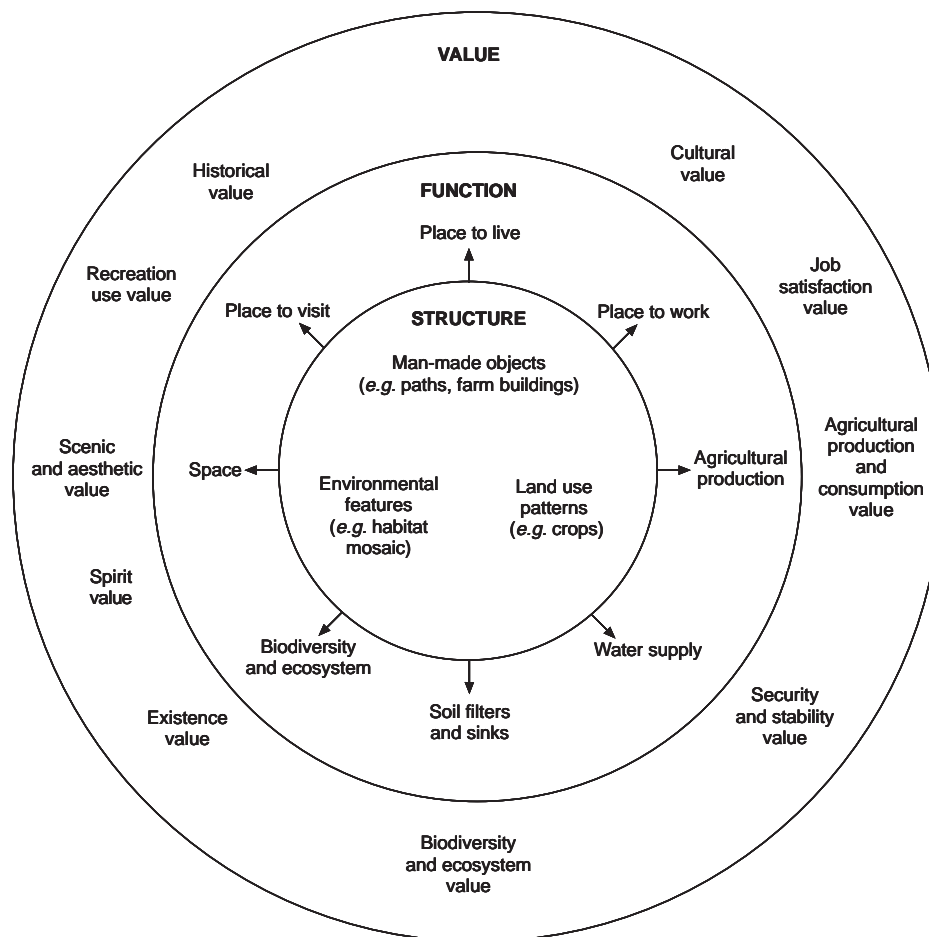 VALUE
Historical
value
Cultural
value
Recreation
use value
Job
satisfaction
value
Scenic
and aesthetic
value
Agricultural
production
and
consumption
value
Spirit
value
Existence
value
Security
and stability
value
Biodiversity
and ecosystem
value
FUNCTION
Place to live
Place to visit
Place to work
Space
Agricultural
production
Biodiversity
and ecosystem
Water supply
Soil filters
and sinks
STRUCTURE
Man-made objects
(e.g. paths, farm buildings)
Environmental
features
(e.g. habitat
mosaic)
Land use
patterns
(e.g. crops)